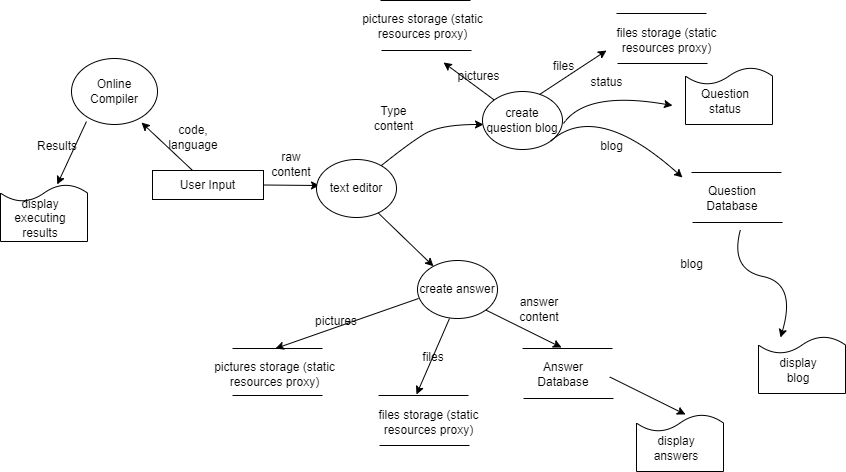 pictures storage (static
resources proxy)
files storage (static
resources proxy)
pictures
files
status
Question
status
Online
Compiler
create
question blog
Type
content
code,
language
Results
blog
raw
content
User Input
text editor
display
executing
results
Question
Database
blog
create answer
answer
content
pictures
files
pictures storage (static
resources proxy)
Answer
Database
display
blog
files storage (static
resources proxy)
display
answers